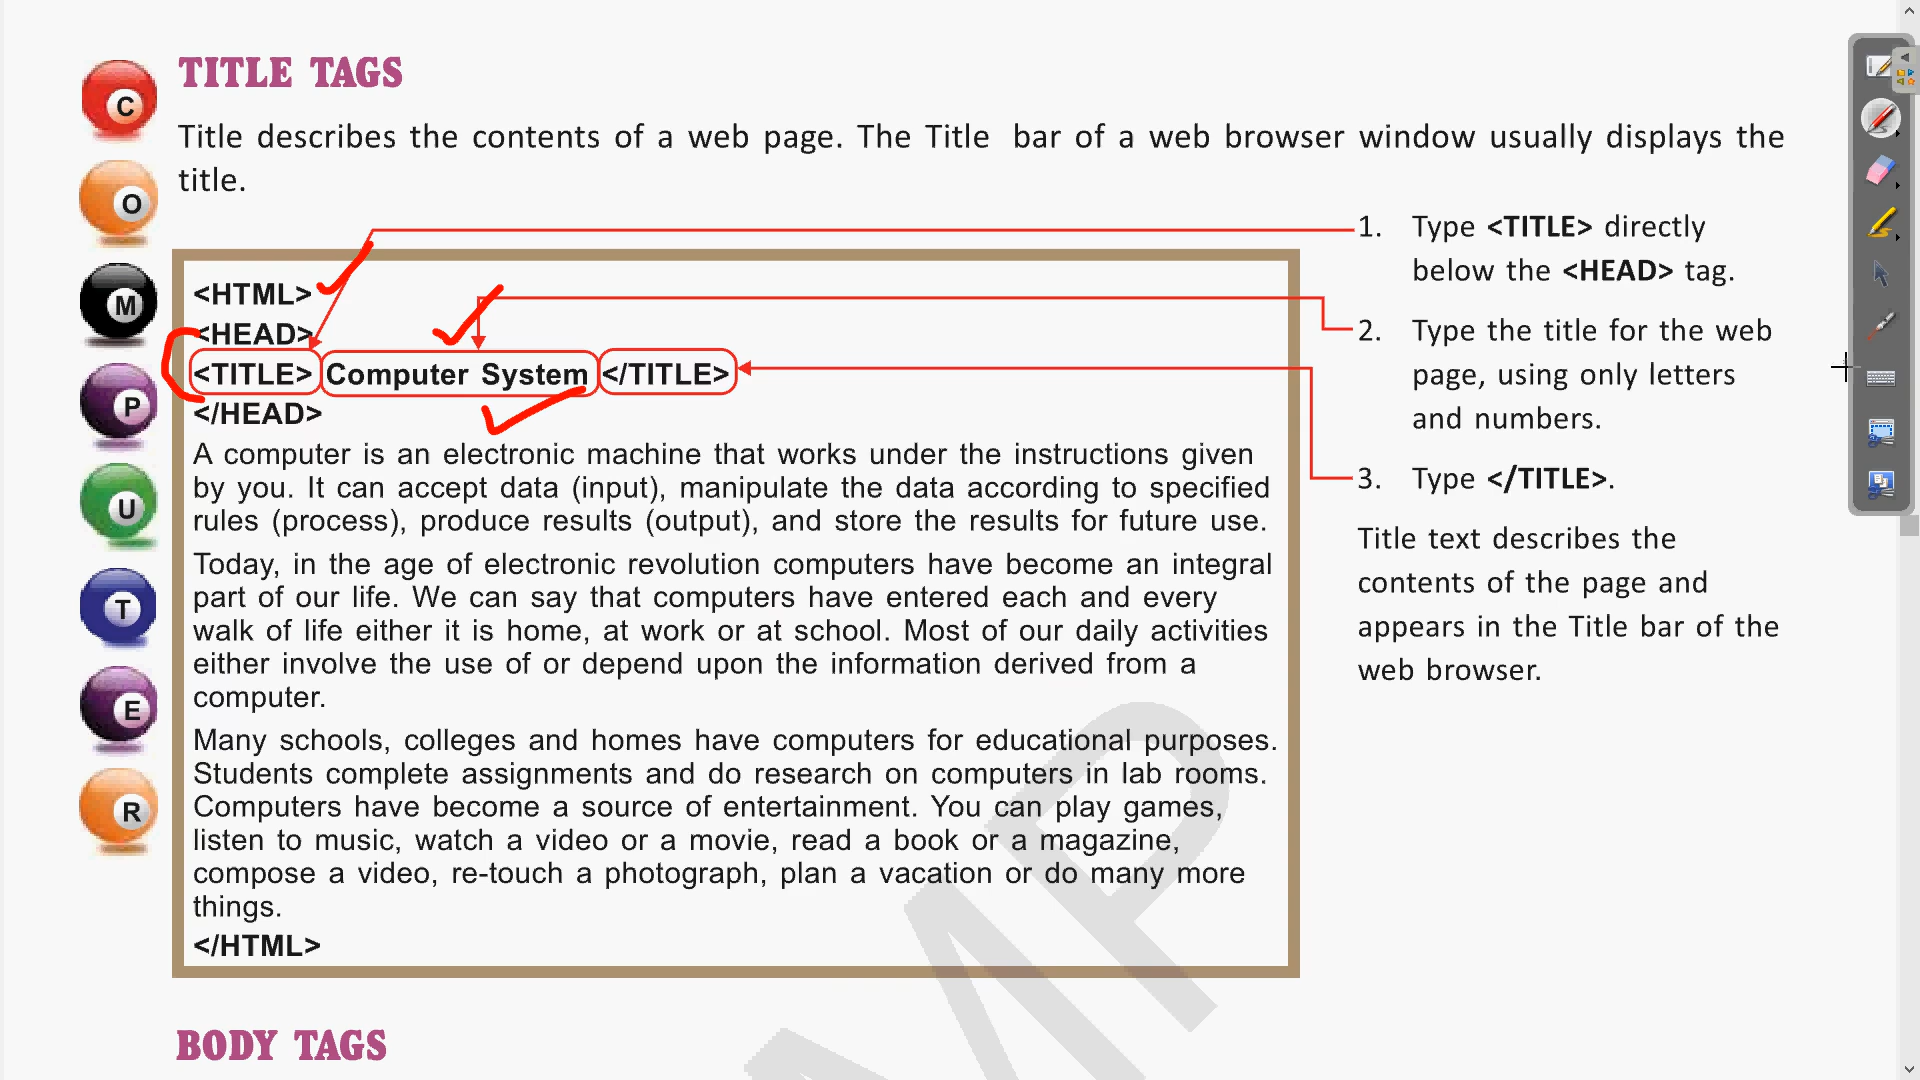 TITLE TAGS
Title describes the contents of a web page. The Title bar of a web browser window usually displays the
title.
C
O
M
P
U
T
E
R
<HTML>
<HEAD>
<TITLE> Computer System </TITLE>
</HEAD>
A computer is an electronic machine that works under the instructions given
by you. It can accept data (input), manipulate the data according to specified
rules (process), produce results (output), and store the results for future use.
Today, in the age of electronic revolution computers have become an integral
part of our life. We can say that computers have entered each and every
walk of life either it is home, at work or at school. Most of our daily activities
either involve the use of or depend upon the information derived from a
computer.
Many schools, colleges and homes have computers for educational purposes.
Students complete assignments and do research on computers in lab rooms.
Computers have become a source of entertainment. You can play games,
listen to music, watch a video or a movie, read a book or a magazine,
compose a video, re-touch a photograph, plan a vacation or do many more
things.
</HTML>
1. Type <TITLE> directly
below the <HEAD> tag.
2. Type the title for the web
page, using only letters
and numbers.
3. Type </TITLE>.
Title text describes the
contents of the page and
appears in the Title bar of the
web browser.
BODY TAGS